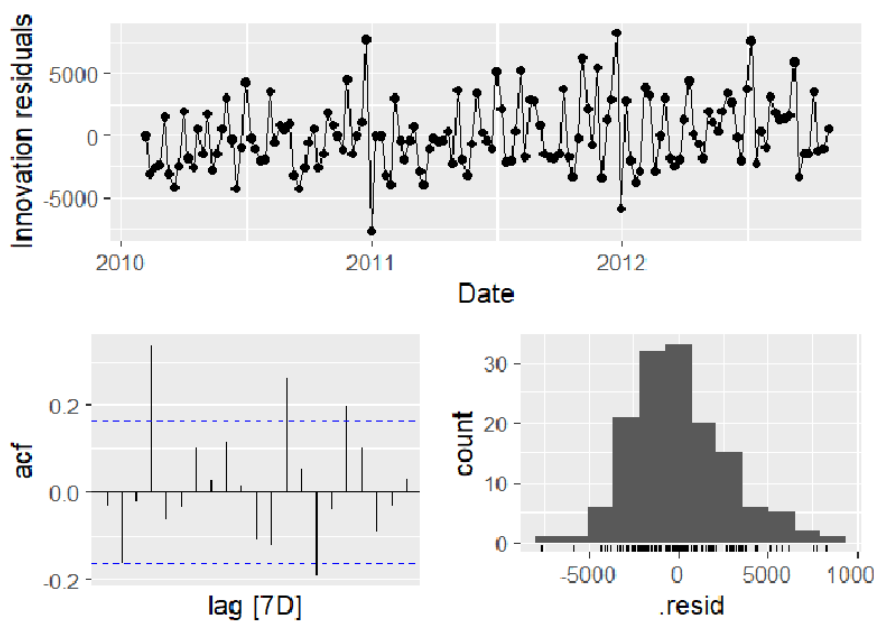 Innovation residuals
5000
0
-5000
2010
2011
2012
Date
acf
0.2
0.0
-0.2
lag [7D]
count
30
20
10
0
-5000
0
5000
1000
.resid